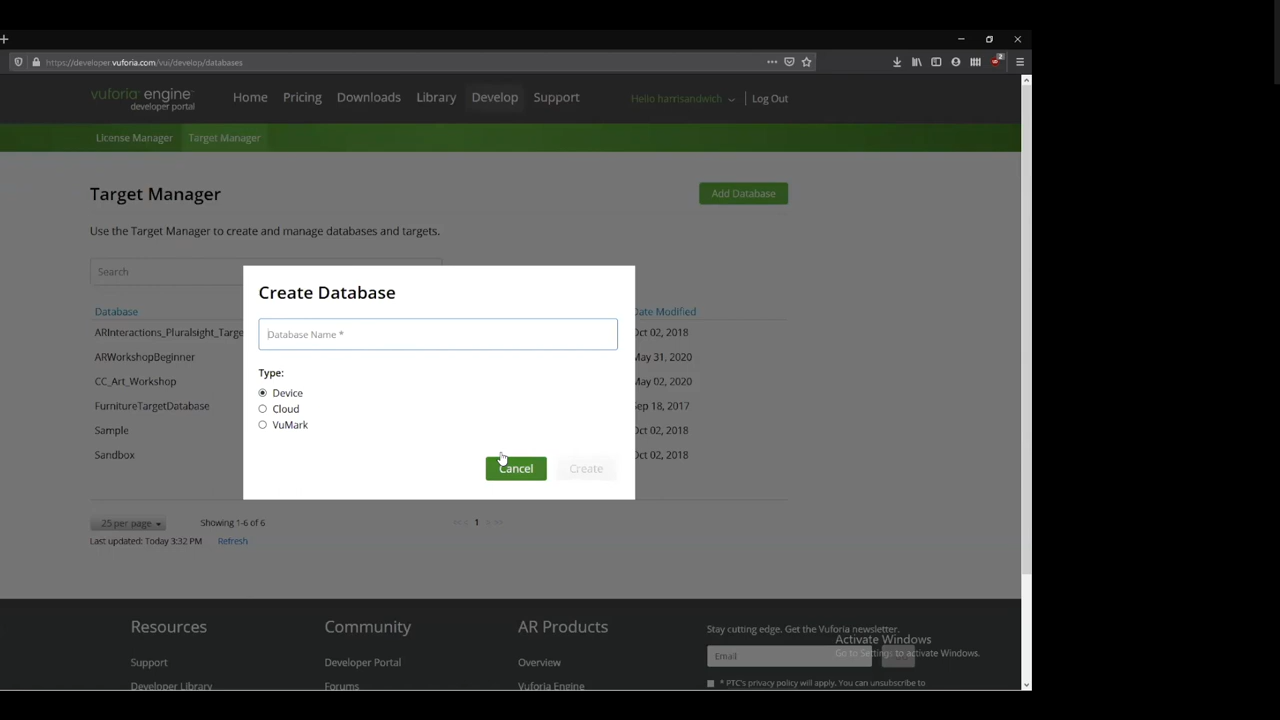 https://developer.vuforia.com/vui/develop/databases
2
vuforia engine
developer portal
Home Pricing Downloads Library Develop Support Hello harrisandwich Log Out
License Manager Target Manager
Target Manager
Add Database
Use the Target Manager to create and manage databases and targets.
Search
Create Database
Database Name *
Type:
Device
Cloud
VuMark
Cancel Create
Database Date Modified
ARInteractions_Pluralsight_Targe Oct 02, 2018
ARWorkshopBeginner May 31, 2020
CC_Art_Workshop May 02, 2020
FurnitureTargetDatabase Sep 18, 2017
Sample Oct 02, 2018
Sandbox Oct 02, 2018
25 per page Showing 1-6 of 6 1
Last updated: Today 3:32 PM Refresh
Resources Community AR Products
Stay cutting edge. Get the Vuforia newsletter.
Activate Windows
Go to Settings to activate Windows.
Email
Support Developer Portal Overview
Developer Library Forums Vuforia Engine
* PTC's privacy policy will apply. You can unsubscribe to